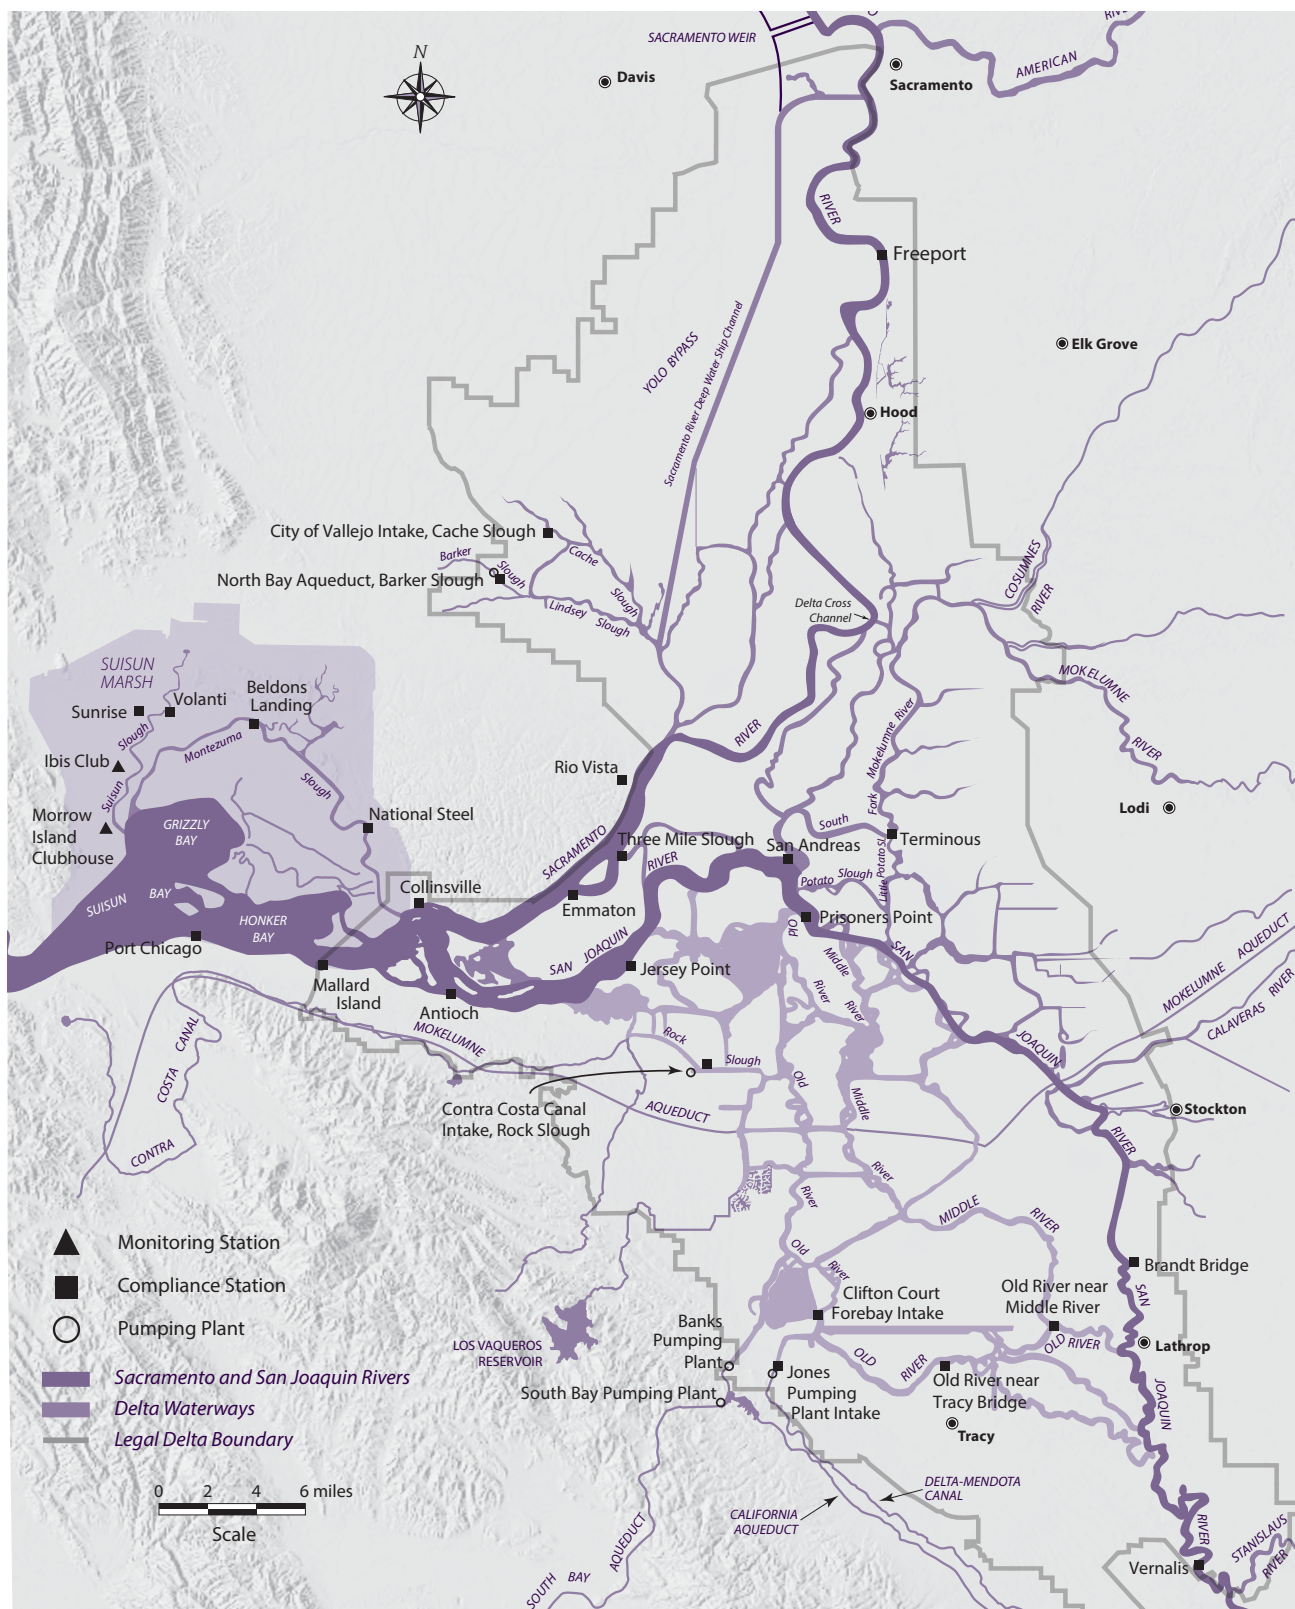 SACRAMENTO WEIR
RIVER
AMERICAN
N
Davis
Sacramento
RIVER
Freeport
YOLO BYPASS
Sacramento River Deep Water Ship Channel
Elk Grove
Hood
City of Vallejo Intake, Cache Slough
Cache
Slough
Barker
Slough
North Bay Aqueduct, Barker Slough
Lindsey Slough
COSUMNES
RIVER
Delta Cross
Channel
SUISUN
MARSH
Beldons
Landing
Volanti
Sunrise
Slough
Suisun
Montezuma
Slough
Ibis Club
Morrow
Island
Clubhouse
GRIZZLY
BAY
National Steel
MOKELUMNE
RIVER
RIVER
Mokelumne River
Fork
South
Rio Vista
Lodi
SACRAMENTO
Three Mile Slough
RIVER
San Andreas
Terminous
Potato Slough
Little Potato Sl.
Collinsville
SUISUN BAY
HONKER
BAY
Emmaton
Prisoners Point
Port Chicago
SAN JOAQUIN
Jersey Point
Old
River
Middle
River
SAN
JOAQUIN
RIVER
Mallard
Island
Antioch
MOKELUMNE AQUEDUCT
CALAVERAS RIVER
MOKELUMNE
AQUEDUCT
CONTRA
COSTA
CANAL
Rock
Slough
Contra Costa Canal
Intake, Rock Slough
Old
River
Middle
River
Stockton
MIDDLE
RIVER
Old
River
Brandt Bridge
Clifton Court
Forebay Intake
Old River near
Middle River
SAN
JOAQUIN
RIVER
OLD RIVER
Lathrop
Banks
Pumping
Plant
OLD
RIVER
Jones
Pumping
Plant Intake
Old River near
Tracy Bridge
South Bay Pumping Plant
Tracy
LOS VAQUEROS
RESERVOIR
DELTA-MENDOTA
CANAL
CALIFORNIA
AQUEDUCT
SOUTH BAY AQUEDUCT
STANISLAUS
RIVER
Vernalis
Monitoring Station
Compliance Station
Pumping Plant
Sacramento and San Joaquin Rivers
Delta Waterways
Legal Delta Boundary
0 2 4 6 miles
Scale